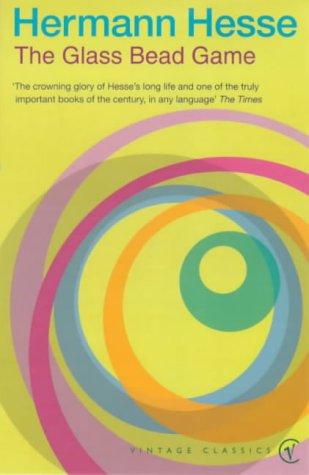 Hermann Hesse
The Glass Bead Game
'The crowning glory of Hesse's long life and one of the truly
important books of the century, in any language' The Times
VINTAGE CLASSICS